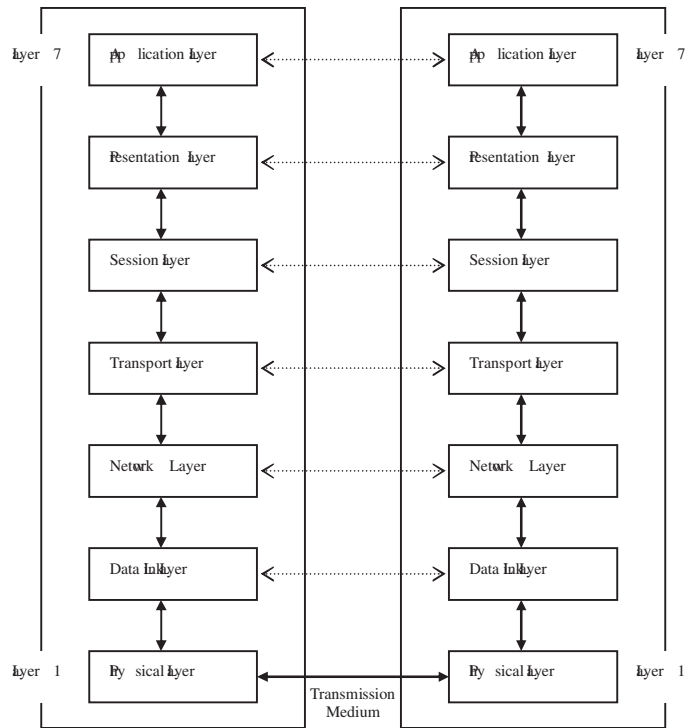 Layer 7
Application Layer
Application Layer
Layer 7
Presentation Layer
Presentation Layer
Session Layer
Session Layer
Transport Layer
Transport Layer
Network Layer
Network Layer
Data Link Layer
Data Link Layer
Layer 1
Physical Layer
Physical Layer
Layer 1
Transmission
Medium